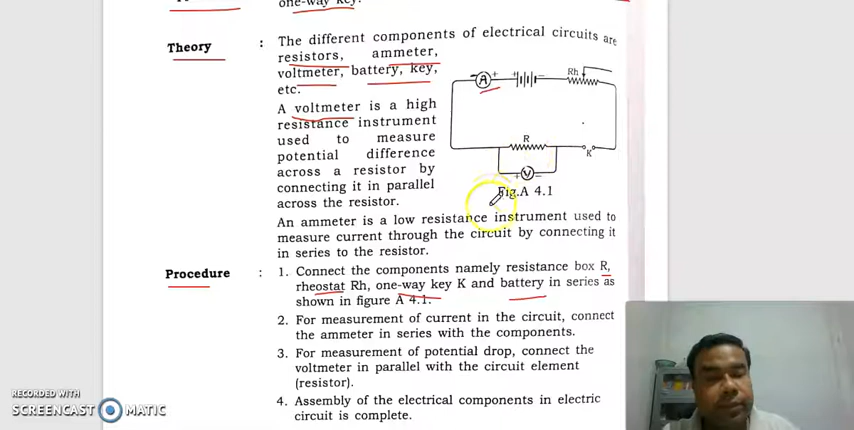 one-way key.
Theory : The different components of electrical circuits are
resistors, ammeter,
voltmeter, battery, key,
etc.
A voltmeter is a high
resistance instrument
used to measure
potential difference
across a resistor by
connecting it in parallel
across the resistor.
- A + + - Rh
R
K
+ V -
Fig.A 4.1
An ammeter is a low resistance instrument used to
measure current through the circuit by connecting it
in series to the resistor.
Procedure : 1. Connect the components namely resistance box R,
rheostat Rh, one-way key K and battery in series as
shown in figure A 4.1.
2. For measurement of current in the circuit, connect
the ammeter in series with the components.
3. For measurement of potential drop, connect the
voltmeter in parallel with the circuit element
(resistor).
4. Assembly of the electrical components in electric
circuit is complete.
RECORDED WITH
SCREENCAST MATIC